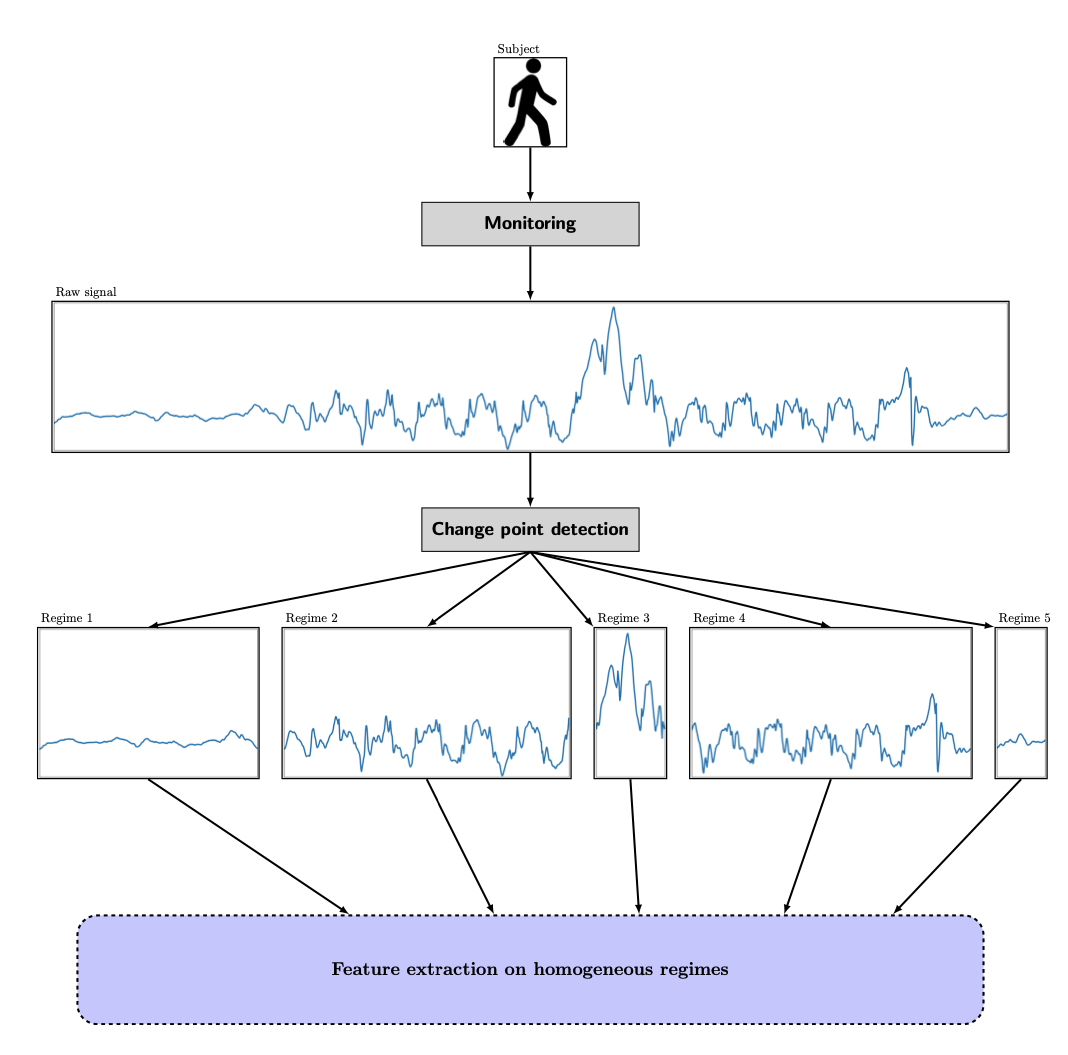 Subject
Monitoring
Raw signal
Change point detection
Regime 1
Regime 2
Regime 3
Regime 4
Regime 5
Feature extraction on homogeneous regimes